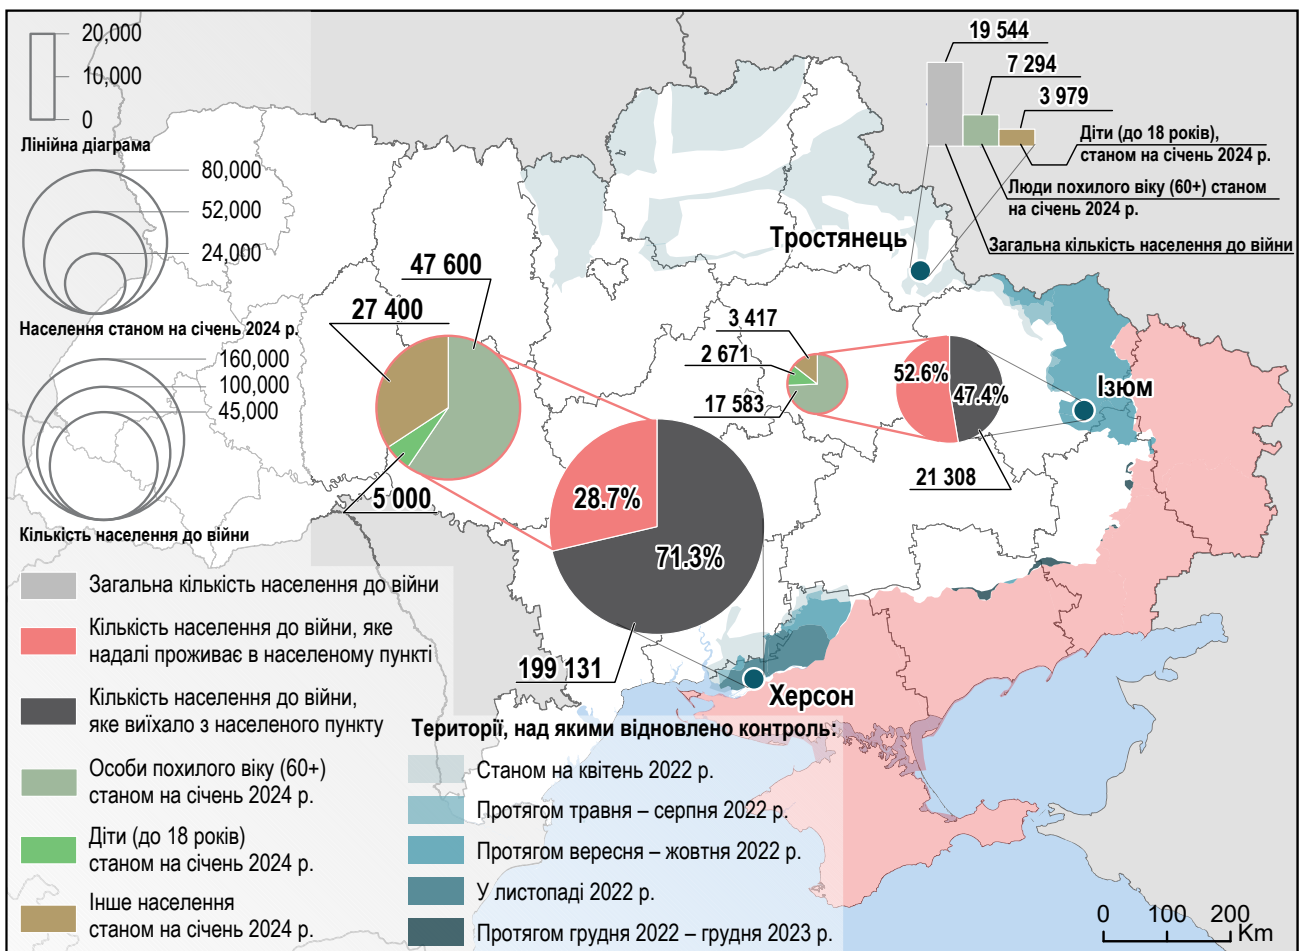 20,000
10,000
0
Лінійна діаграма
80,000
52,000
24,000
Населення станом на січень 2024 р.
160,000
100,000
45,000
Кількість населення до війни
Загальна кількість населення до війни
Кількість населення до війни, яке
надалі проживає в населеному пункті
Кількість населення до війни,
яке виїхало з населеного пункту
Особи похилого віку (60+)
станом на січень 2024 р.
Діти (до 18 років)
станом на січень 2024 р.
Інше населення
станом на січень 2024 р.
19 544
7 294
3 979
Діти (до 18 років),
станом на січень 2024 р.
Люди похилого віку (60+) станом
на січень 2024 р.
Загальна кількість населення до війни
Тростянець
47 600
27 400
5 000
3 417
2 671
17 583
52.6%
47.4%
21 308
Ізюм
28.7%
71.3%
199 131
Херсон
Території, над якими відновлено контроль:
Станом на квітень 2022 р.
Протягом травня – серпня 2022 р.
Протягом вересня – жовтня 2022 р.
У листопаді 2022 р.
Протягом грудня 2022 – грудня 2023 р.
0 100 200
Km